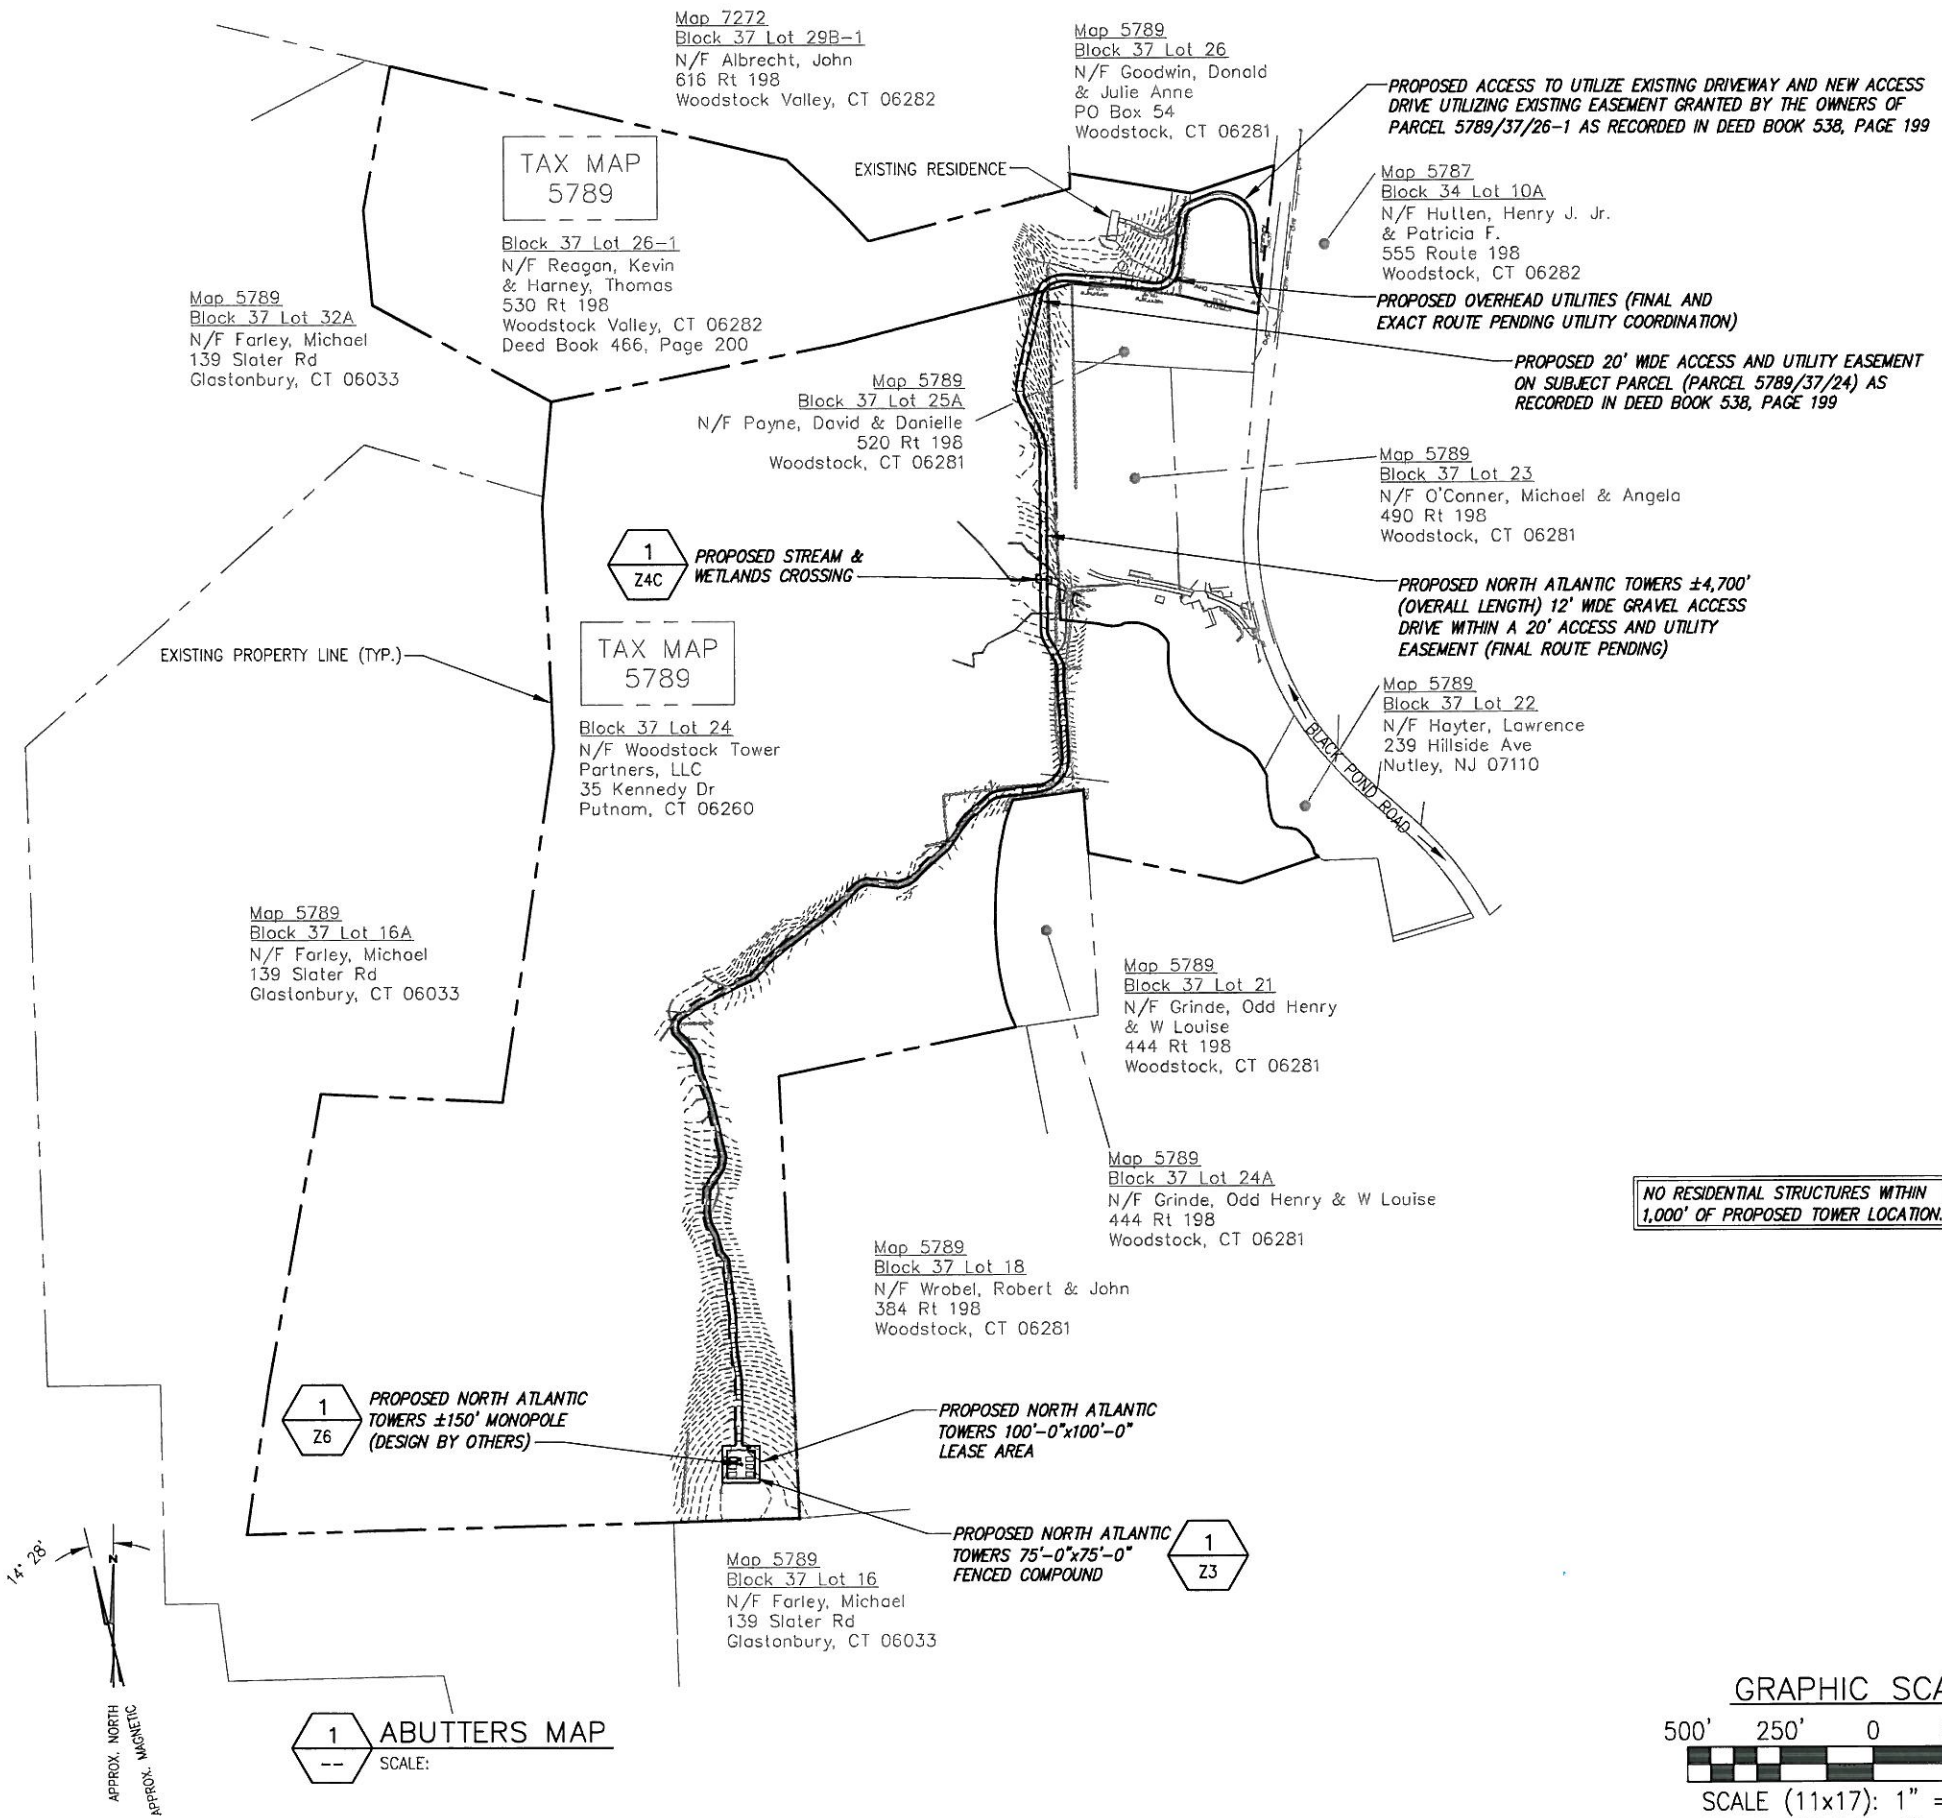 Map 7272
Block 37 Lot 29B-1
N/F Albrecht, John
616 Rt 198
Woodstock Valley, CT 06282
Map 5789
Block 37 Lot 26
N/F Goodwin, Donald
& Julie Anne
PO Box 54
Woodstock, CT 06281
PROPOSED ACCESS TO UTILIZE EXISTING DRIVEWAY AND NEW ACCESS
DRIVE UTILIZING EXISTING EASEMENT GRANTED BY THE OWNERS OF
PARCEL 5789/37/26-1 AS RECORDED IN DEED BOOK 538, PAGE 199
TAX MAP
5789
EXISTING RESIDENCE
Map 5787
Block 34 Lot 10A
N/F Hutten, Henry J. Jr.
& Patricia F.
555 Route 198
Woodstock, CT 06282
Block 37 Lot 26-1
N/F Reagan, Kevin
& Harney, Thomas
530 Rt 198
Woodstock Valley, CT 06282
Deed Book 466, Page 200
Map 5789
Block 37 Lot 32A
N/F Farley, Michael
139 Slater Rd
Glastonbury, CT 06033
PROPOSED OVERHEAD UTILITIES (FINAL AND
EXACT ROUTE PENDING UTILITY COORDINATION)
PROPOSED 20' WIDE ACCESS AND UTILITY EASEMENT
ON SUBJECT PARCEL (PARCEL 5789/37/24) AS
RECORDED IN DEED BOOK 538, PAGE 199
Map 5789
Block 37 Lot 25A
N/F Payne, David & Danielle
520 Rt 198
Woodstock, CT 06281
Map 5789
Block 37 Lot 23
N/F O'Conner, Michael & Angela
490 Rt 198
Woodstock, CT 06281
1
Z4C
PROPOSED STREAM &
WETLANDS CROSSING
PROPOSED NORTH ATLANTIC TOWERS ±4,700'
(OVERALL LENGTH) 12' WIDE GRAVEL ACCESS
DRIVE WITHIN A 20' ACCESS AND UTILITY
EASEMENT (FINAL ROUTE PENDING)
EXISTING PROPERTY LINE (TYP.)
TAX MAP
5789
Block 37 Lot 24
N/F Woodstock Tower
Partners, LLC
35 Kennedy Dr
Putnam, CT 06260
Map 5789
Block 37 Lot 22
N/F Hayter, Lawrence
239 Hillside Ave
Nutley, NJ 07110
BLACK POND ROAD
Map 5789
Block 37 Lot 16A
N/F Farley, Michael
139 Slater Rd
Glastonbury, CT 06033
Map 5789
Block 37 Lot 21
N/F Grinde, Odd Henry
& W Louise
444 Rt 198
Woodstock, CT 06281
Map 5789
Block 37 Lot 24A
N/F Grinde, Odd Henry & W Louise
444 Rt 198
Woodstock, CT 06281
NO RESIDENTIAL STRUCTURES WITHIN
1,000' OF PROPOSED TOWER LOCATION.
Map 5789
Block 37 Lot 18
N/F Wrobel, Robert & John
384 Rt 198
Woodstock, CT 06281
1
Z6
PROPOSED NORTH ATLANTIC
TOWERS ±150' MONOPOLE
(DESIGN BY OTHERS)
PROPOSED NORTH ATLANTIC
TOWERS 100'-0"x100'-0"
LEASE AREA
PROPOSED NORTH ATLANTIC
TOWERS 75'-0"x75'-0"
FENCED COMPOUND
1
Z3
Map 5789
Block 37 Lot 16
N/F Farley, Michael
139 Slater Rd
Glastonbury, CT 06033
14° 28'
N
APPROX. NORTH
APPROX. MAGNETIC
1
--
ABUTTERS MAP
SCALE:
GRAPHIC SCA
500' 250' 0
SCALE (11x17): 1" =